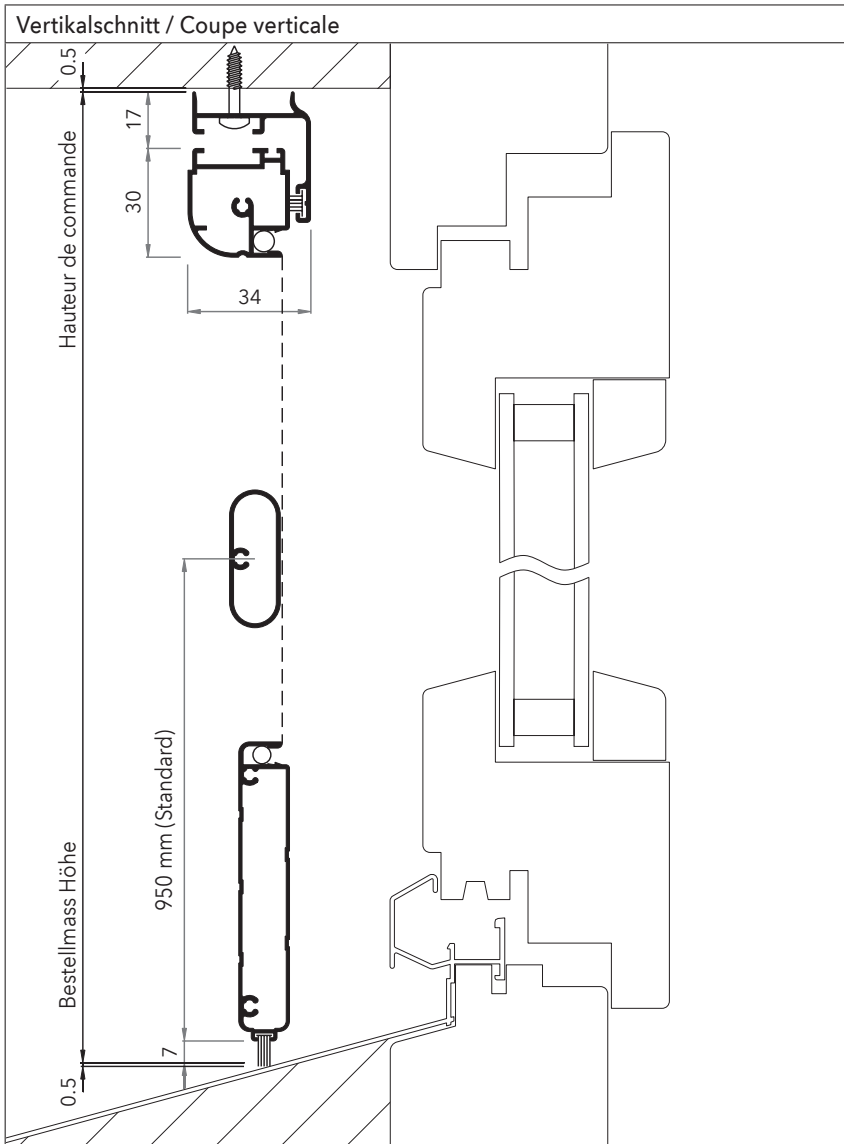 Vertikalschnitt / Coupe verticale
0.5
17
Hauteur de commande
30
34
950 mm (Standard)
Bestellmass Höhe
7
0.5